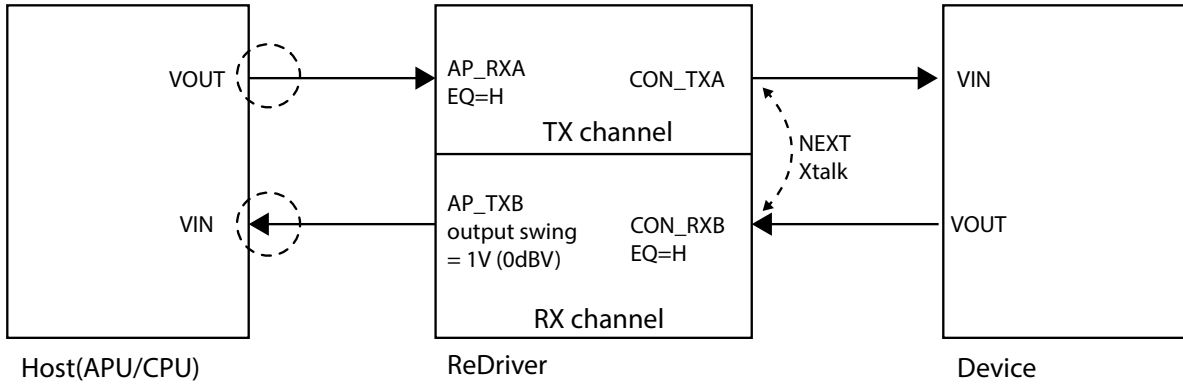 VOUT
AP_RXA
EQ=H
CON_TXA
VIN
TX channel
NEXT
Xtalk
VIN
AP_TXB
output swing
= 1V (0dBV)
CON_RXB
EQ=H
VOUT
RX channel
Host(APU/CPU)
ReDriver
Device